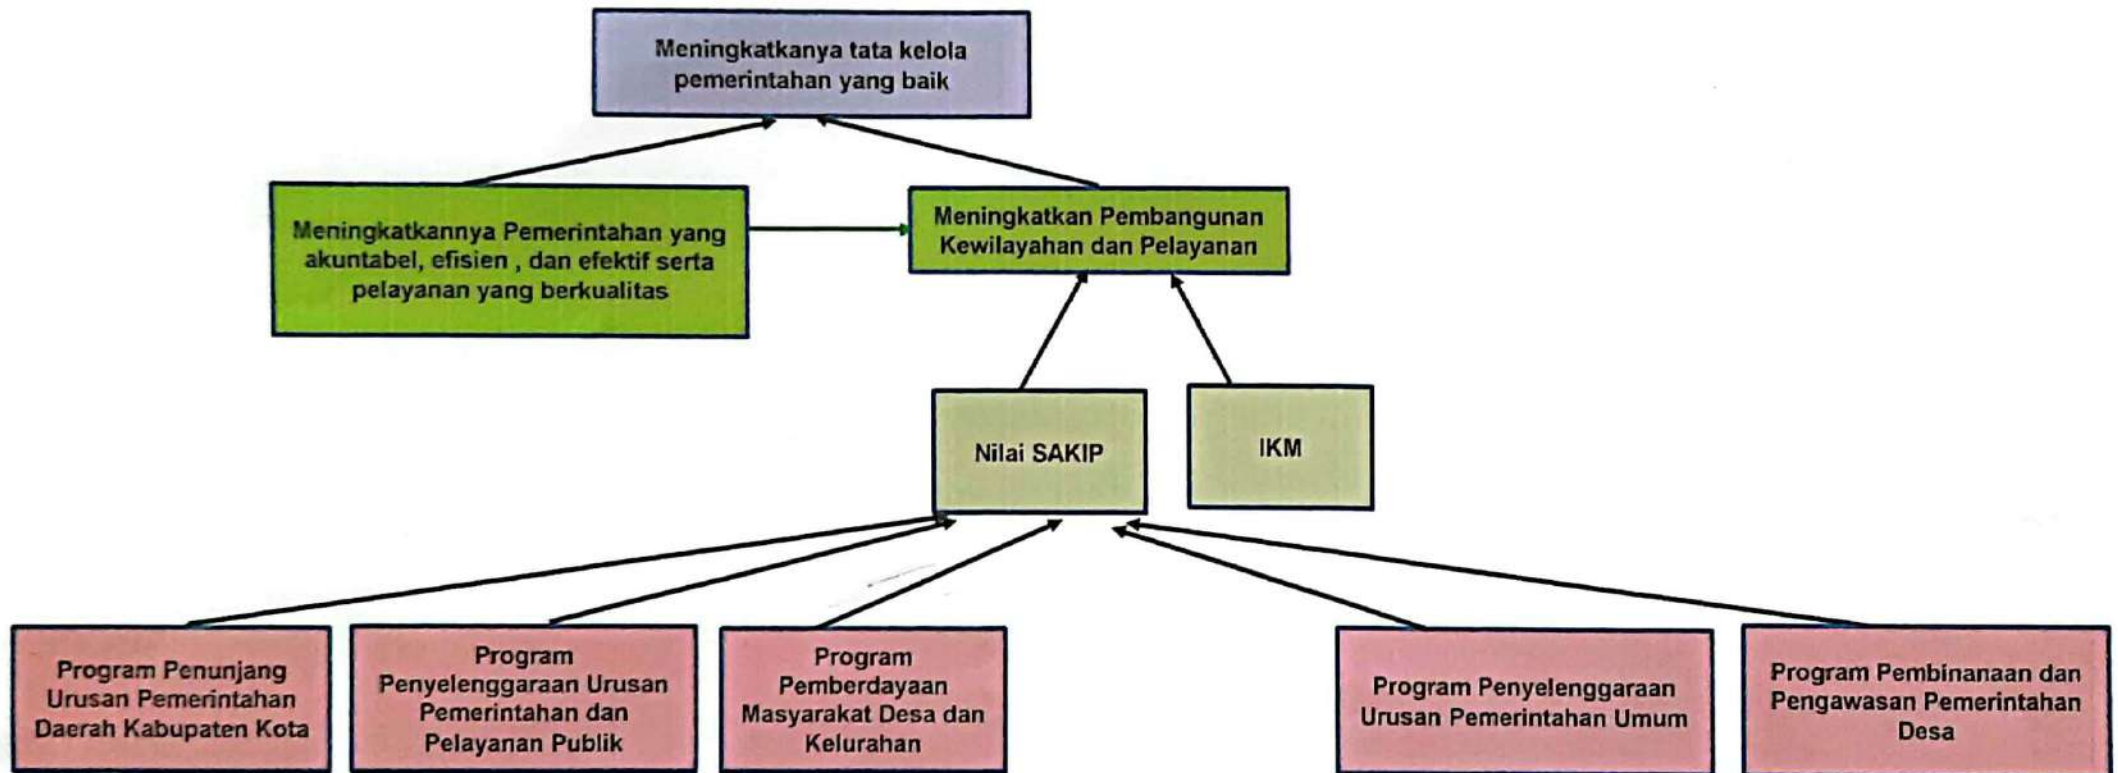 Meningkatkanya tata kelola
pemerintahan yang baik
Meningkatkannya Pemerintahan yang
akuntabel, efisien , dan efektif serta
pelayanan yang berkualitas
Meningkatkan Pembangunan
Kewilayahan dan Pelayanan
Nilai SAKIP
IKM
Program Penunjang
Urusan Pemerintahan
Daerah Kabupaten Kota
Program
Penyelenggaraan Urusan
Pemerintahan dan
Pelayanan Publik
Program
Pemberdayaan
Masyarakat Desa dan
Kelurahan
Program Penyelenggaraan
Urusan Pemerintahan Umum
Program Pembinanaan dan
Pengawasan Pemerintahan
Desa